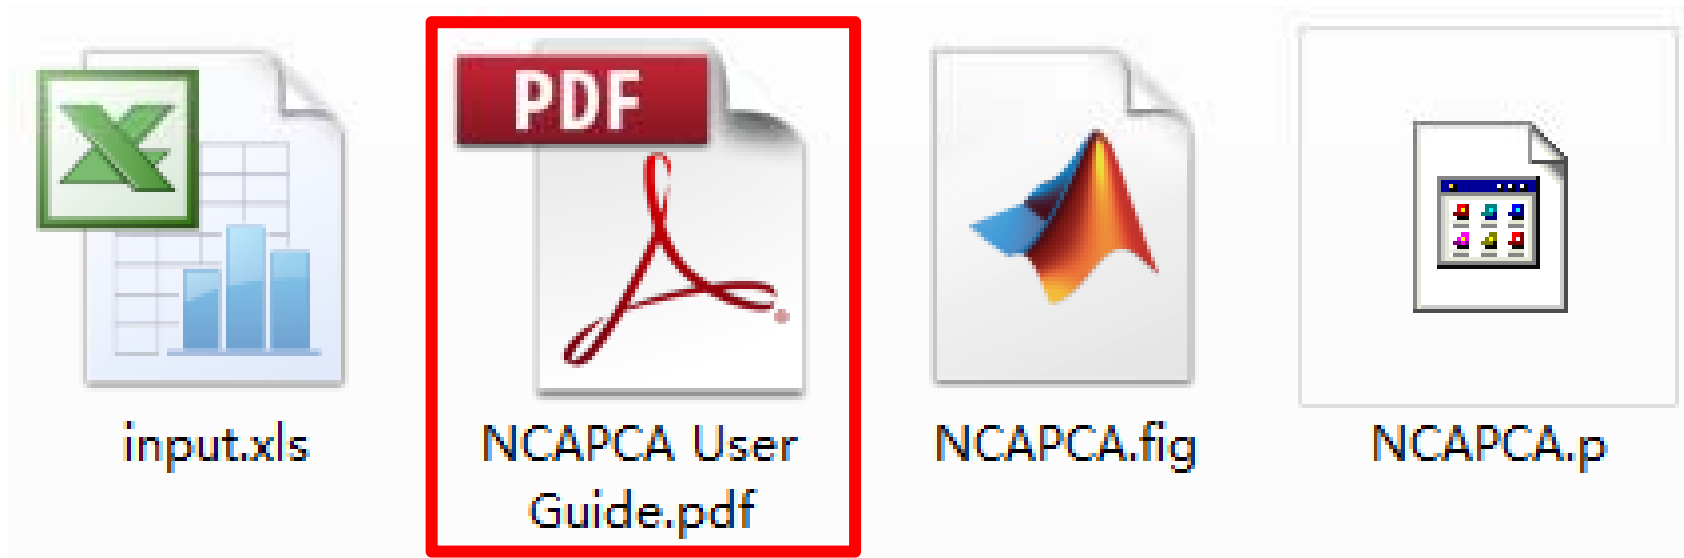 PDF
input.xls
NCAPCA User
Guide.pdf
NCAPCA.fig
NCAPCA.p